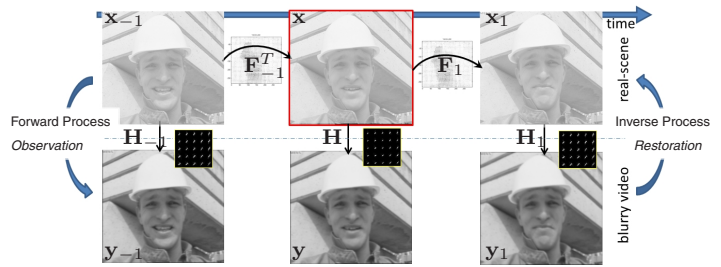 x₋₁
x
x₁
time
F₋₁ᵀ
F₁
real-scene
Forward Process
Observation
H₋₁
H
H₁
Inverse Process
Restoration
y₋₁
y
y₁
blurry video